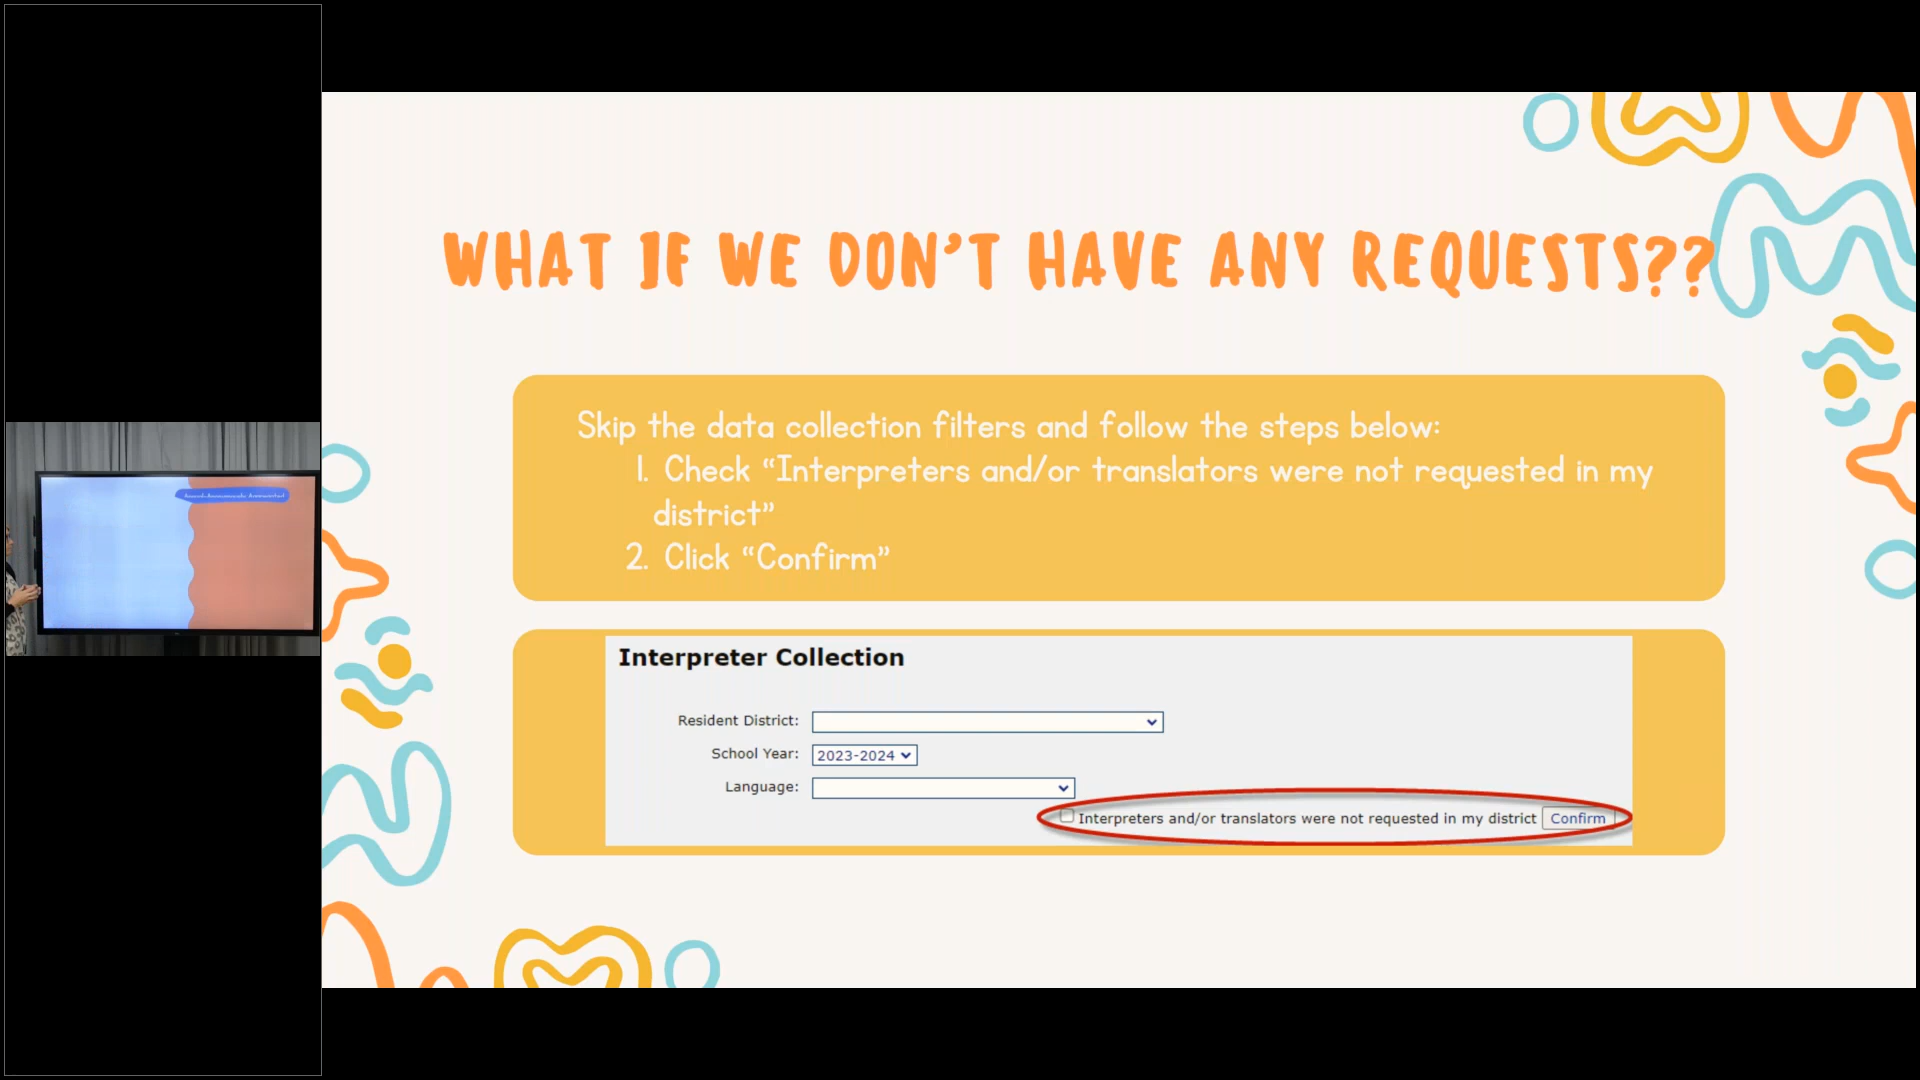 WHAT IF WE DON'T HAVE ANY REQUESTS??
Skip the data collection filters and follow the steps below:
1. Check “Interpreters and/or translators were not requested in my
district”
2. Click “Confirm”
Interpreter Collection
Resident District:
School Year: 2023-2024
Language:
Interpreters and/or translators were not requested in my district Confirm